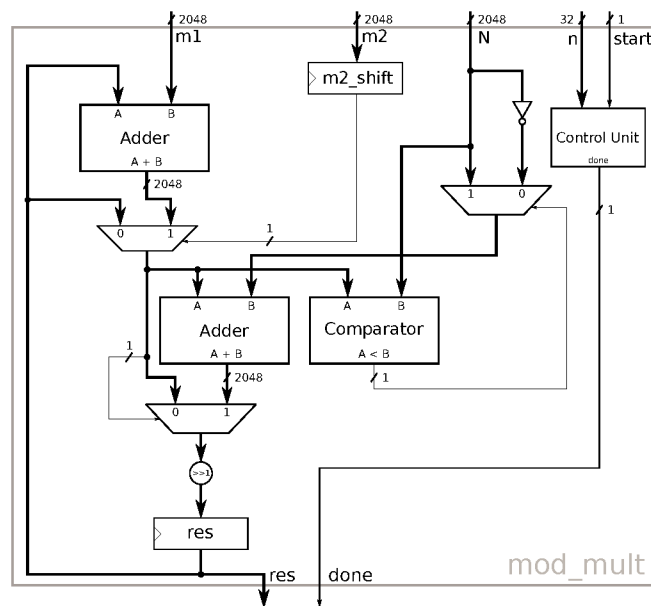 2048 2048 2048 32 1
m1 m2 N n start
m2_shift
A B
Adder
A + B
Control Unit
done
2048
1 0
0 1
1
1
A B A B
Adder Comparator
A + B A < B
1
2048 1
0 1
>>1
res
res done
mod_mult